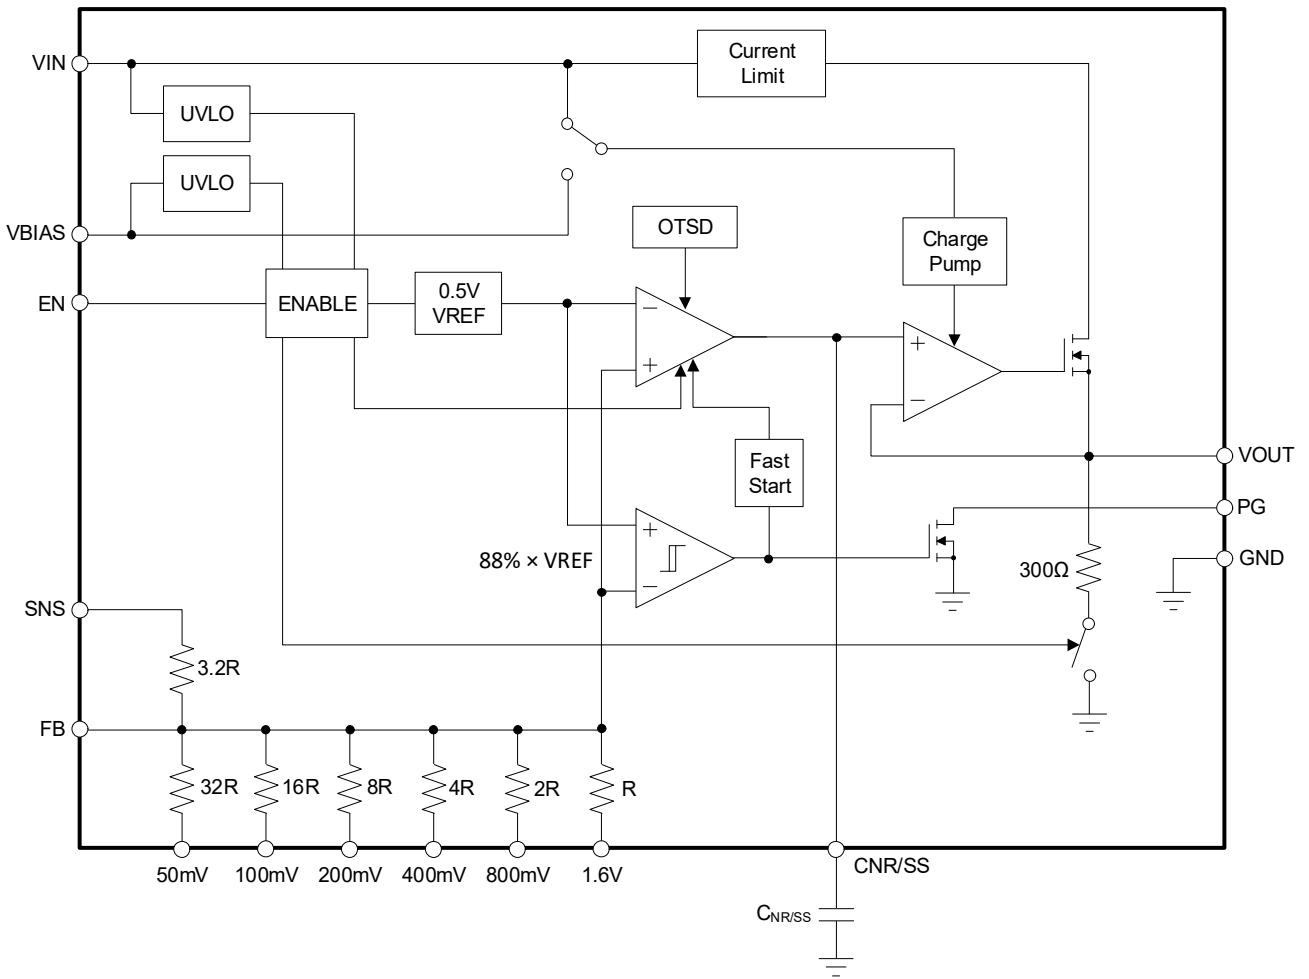 Current
Limit
VIN
UVLO
UVLO
VBIAS
OTSD
Charge
Pump
EN
ENABLE
0.5V
VREF
−
+
+
−
Fast
Start
VOUT
PG
+
88% × VREF
−
300Ω
GND
SNS
3.2R
FB
32R
16R
8R
4R
2R
R
50mV
100mV
200mV
400mV
800mV
1.6V
CNR/SS
CNR/SS